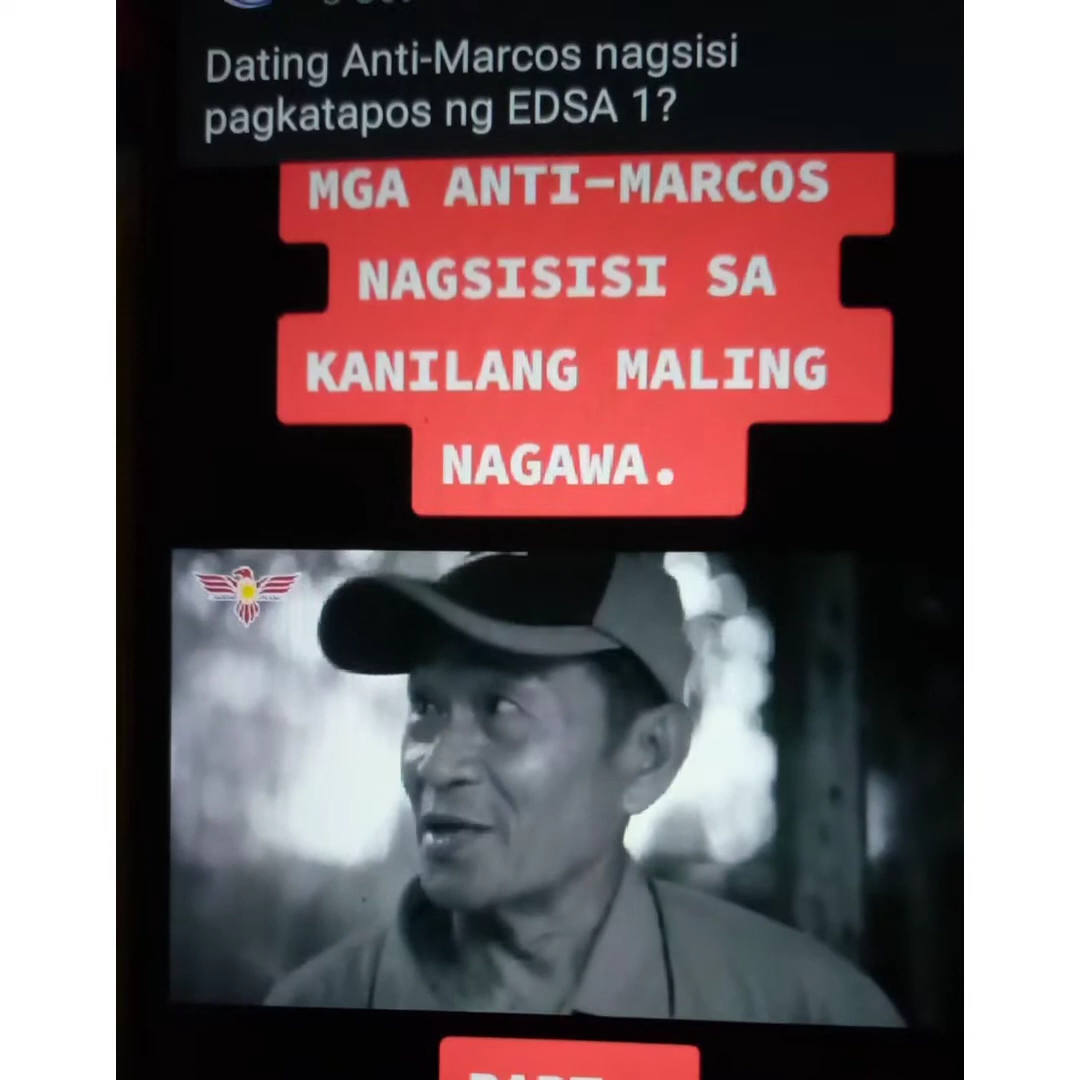 Dating Anti-Marcos nagsisi
pagkatapos ng EDSA 1?
MGA ANTI-MARCOS
NAGSISISI SA
KANILANG MALING
NAGAWA.